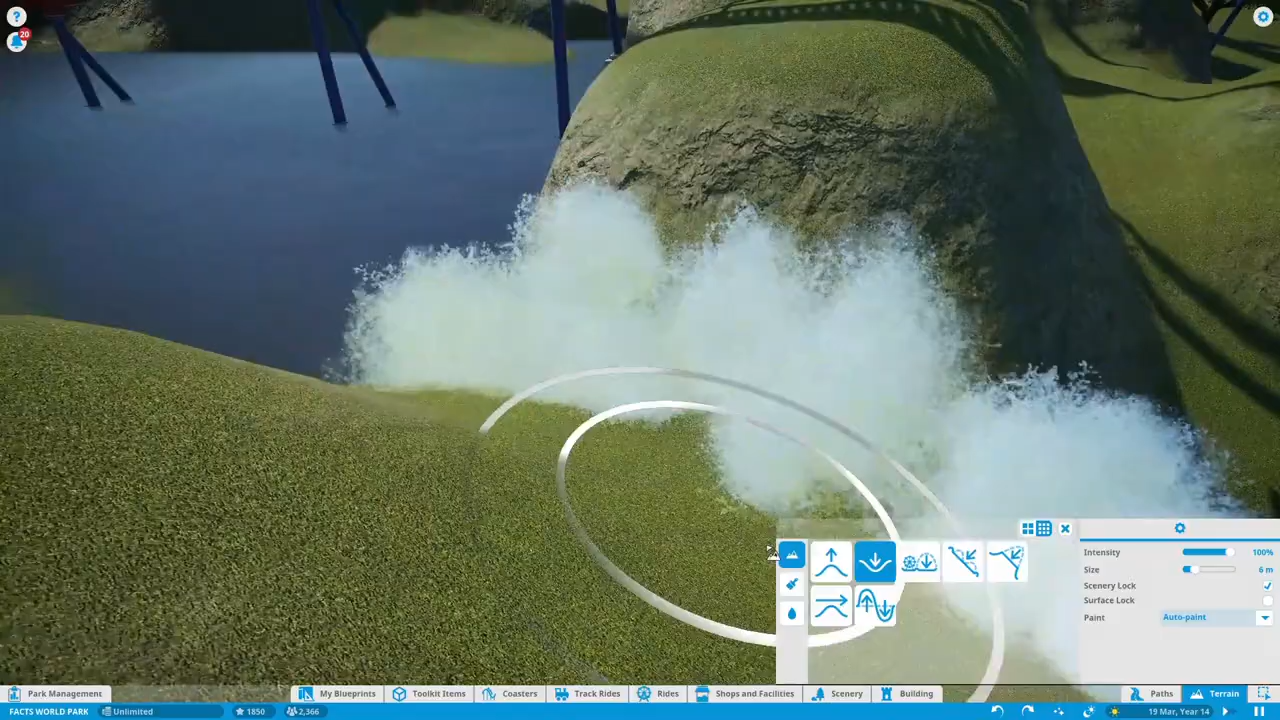 ?
20
Intensity 100%
Size 6 m
Scenery Lock
Surface Lock
Paint Auto-paint
Park Management My Blueprints Toolkit Items Coasters Track Rides Rides Shops and Facilities Scenery Building Paths Terrain
FACTS WORLD PARK Unlimited 1850 2,366 19 Mar, Year 14